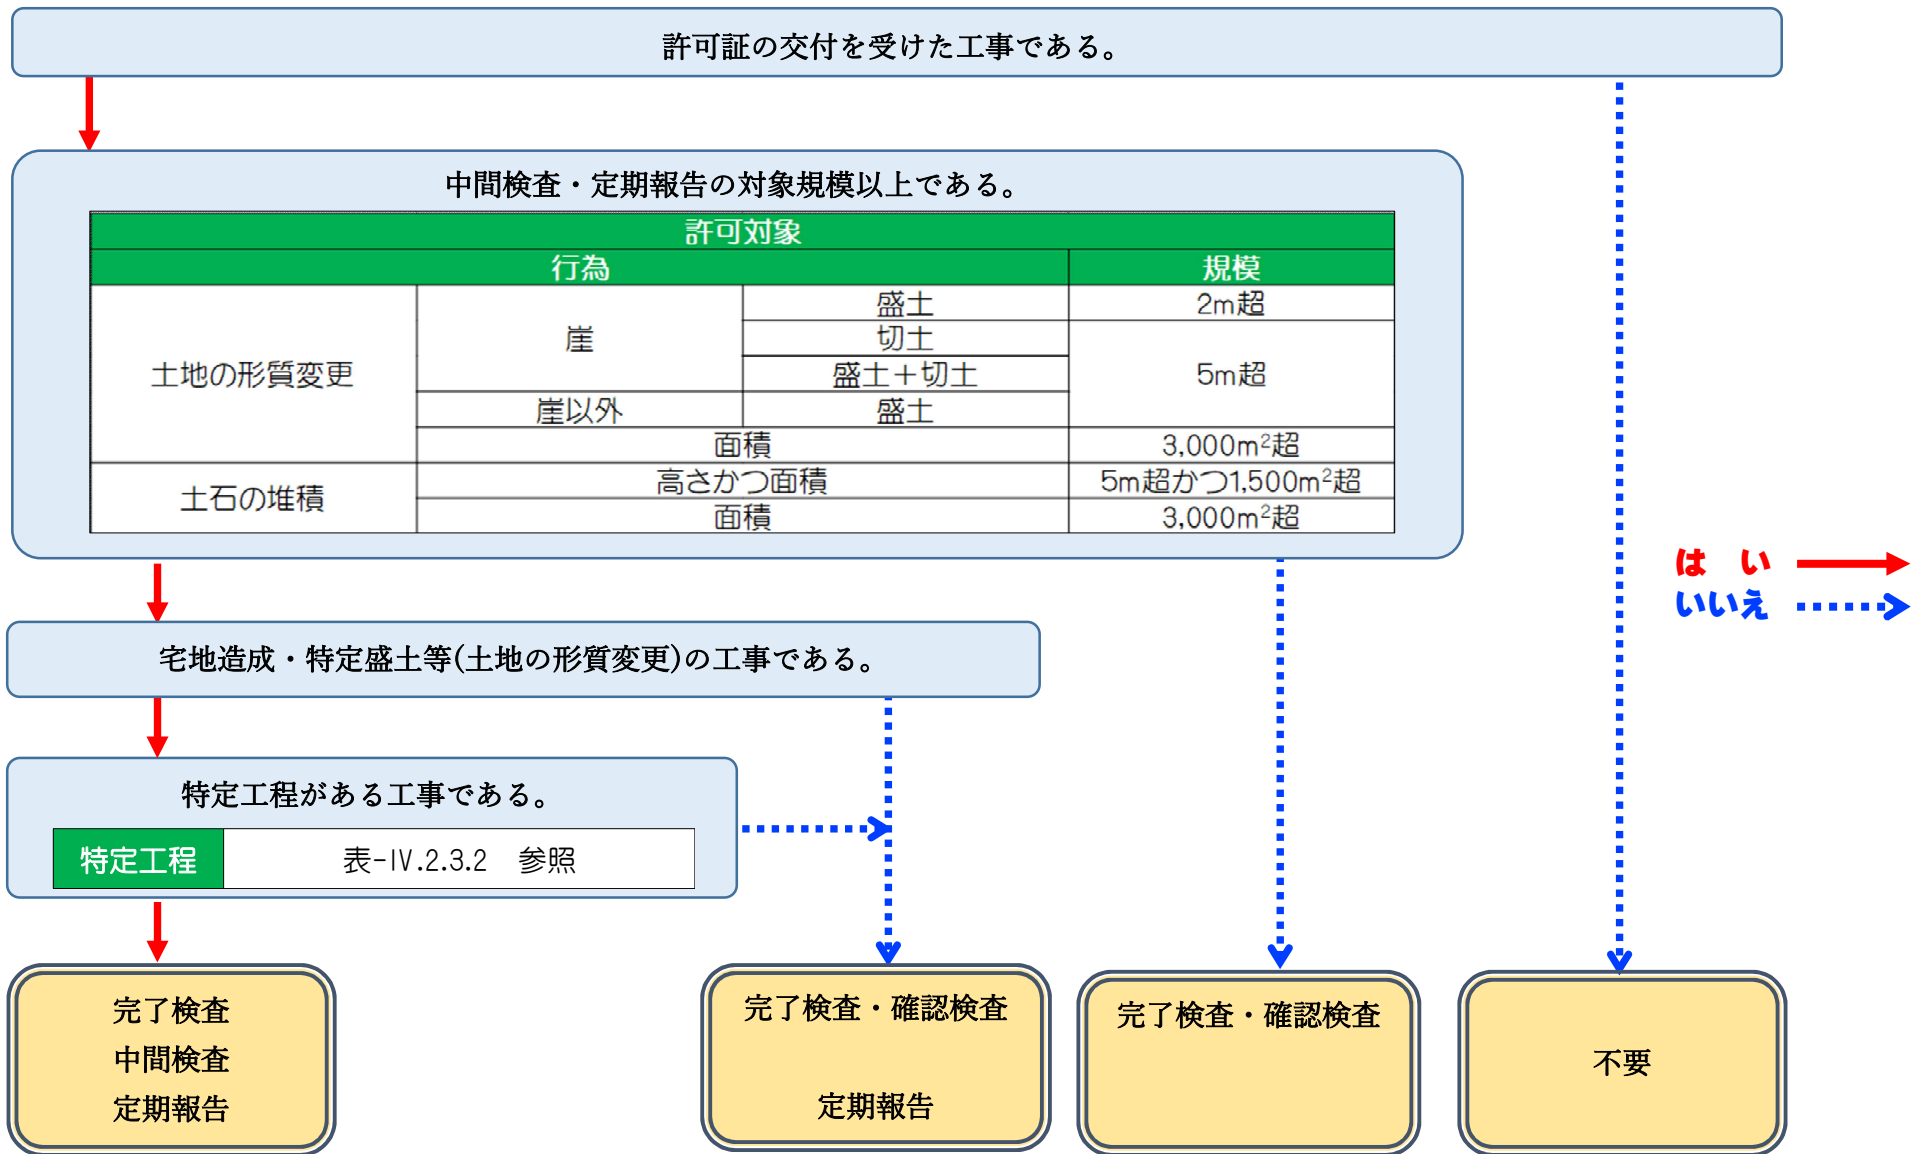 許可証の交付を受けた工事である。
中間検査・定期報告の対象規模以上である。
許可対象
行為 規模
土地の形質変更 崖 盛土 2m超
切土 5m超
盛土+切土
崖以外 盛土
面積 3,000m²超
土石の堆積 高さかつ面積 5m超かつ1,500m²超
面積 3,000m²超
は い
いいえ
宅地造成・特定盛土等(土地の形質変更)の工事である。
特定工程がある工事である。
特定工程 表-Ⅳ.2.3.2 参照
完了検査
中間検査
定期報告
完了検査・確認検査
定期報告
完了検査・確認検査
不要